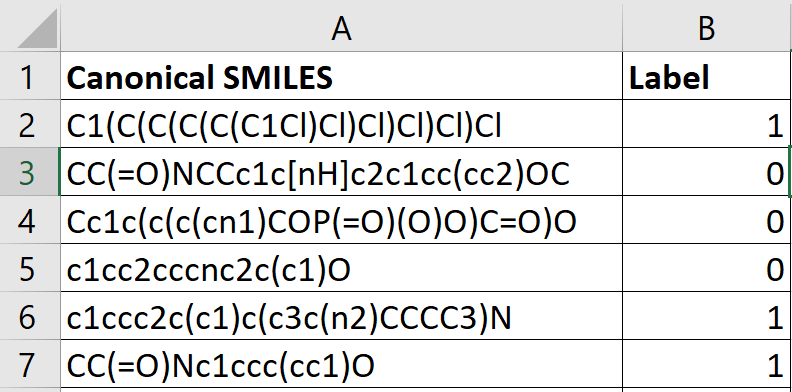 A B
1 Canonical SMILES Label
2 C1(C(C(C(C(C1Cl)Cl)Cl)Cl)Cl)Cl 1
3 CC(=O)NCCc1c[nH]c2c1cc(cc2)OC 0
4 Cc1c(c(c(cn1)COP(=O)(O)O)C=O)O 0
5 c1cc2cccnc2c(c1)O 0
6 c1ccc2c(c1)c(c3c(n2)CCCC3)N 1
7 CC(=O)Nc1ccc(cc1)O 1